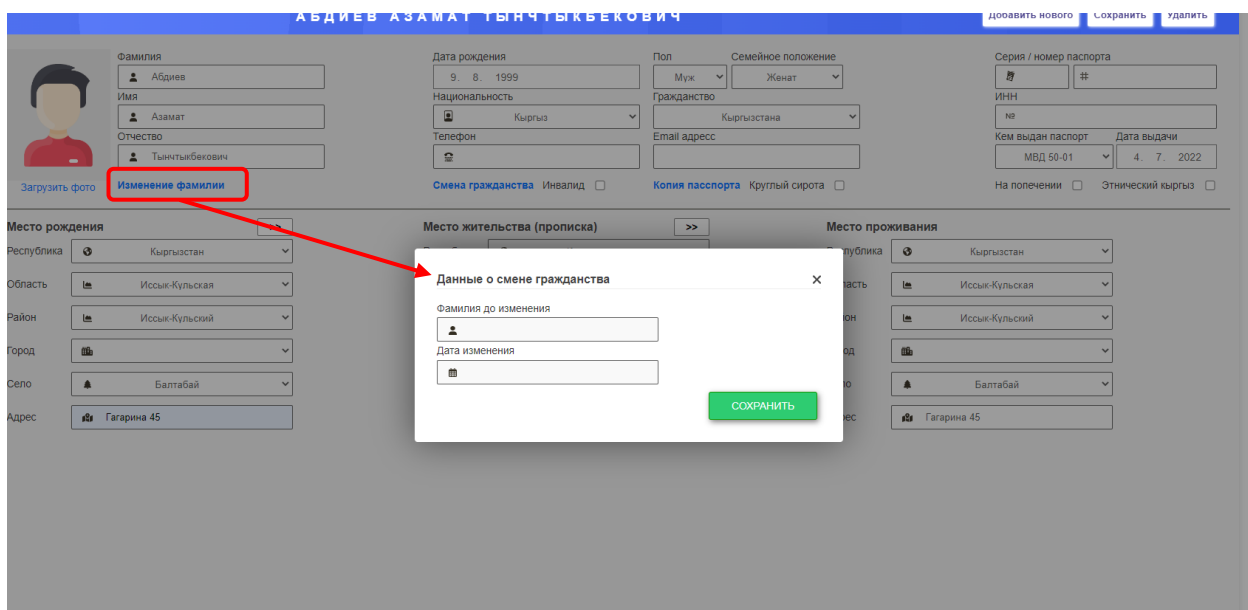 АБДИЕВ АЗАМАТ ТЫНЧТЫКБЕКОВИЧ
Добавить нового Сохранить Удалить
Фамилия Дата рождения Пол Семейное положение Серия / номер паспорта
Абдиев 9. 8. 1999 Муж Женат #
Имя Национальность Гражданство ИНН
Азамат Кыргыз Кыргызстана №
Отчество Телефон Email адресс Кем выдан паспорт Дата выдачи
Тынчтыкбекович МВД 50-01 4. 7. 2022
Загрузить фото Изменение фамилии Смена гражданства Инвалид Копия пасспорта Круглый сирота На попечении Этнический кыргыз
Место рождения >> Место жительства (прописка) >> Место проживания
Республика Кыргызстан Кыргызстан
Область Иссык-Кульская Иссык-Кульская
Район Иссык-Кульский Иссык-Кульский
Город
Село Балтабай Балтабай
Адрес Гагарина 45 Гагарина 45
Данные о смене гражданства ×
Фамилия до изменения
Дата изменения
СОХРАНИТЬ